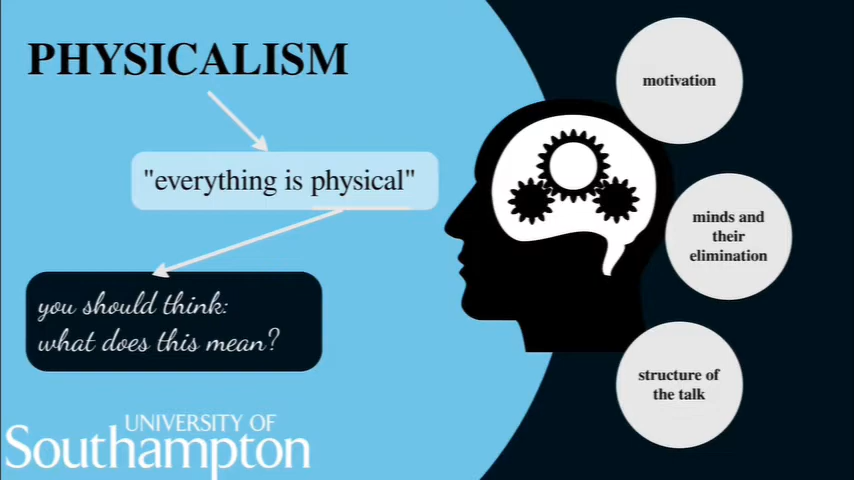 PHYSICALISM
"everything is physical"
you should think:
what does this mean?
UNIVERSITY OF
Southampton
motivation
minds and
their
elimination
structure of
the talk